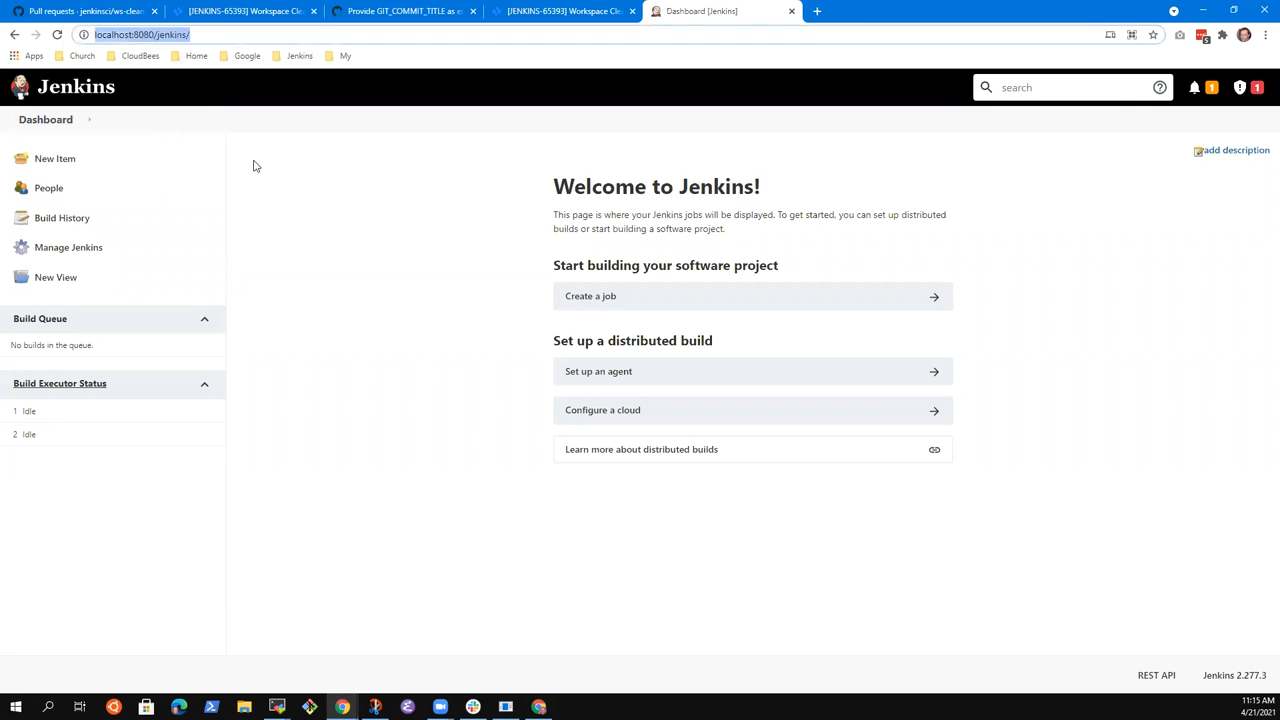 Pull requests · jenkinsci/ws-clean
[JENKINS-65393] Workspace Cle
Provide GIT_COMMIT_TITLE as e
[JENKINS-65393] Workspace Cle
Dashboard [Jenkins]
localhost:8080/jenkins/
5
Apps
Church
CloudBees
Home
Google
Jenkins
My
Jenkins
search
1
1
Dashboard
New Item
People
Build History
Manage Jenkins
New View
Build Queue
No builds in the queue.
Build Executor Status
1 Idle
2 Idle
add description
Welcome to Jenkins!
This page is where your Jenkins jobs will be displayed. To get started, you can set up distributed
builds or start building a software project.
Start building your software project
Create a job
Set up a distributed build
Set up an agent
Configure a cloud
Learn more about distributed builds
REST API
Jenkins 2.277.3
11:15 AM
4/21/2021